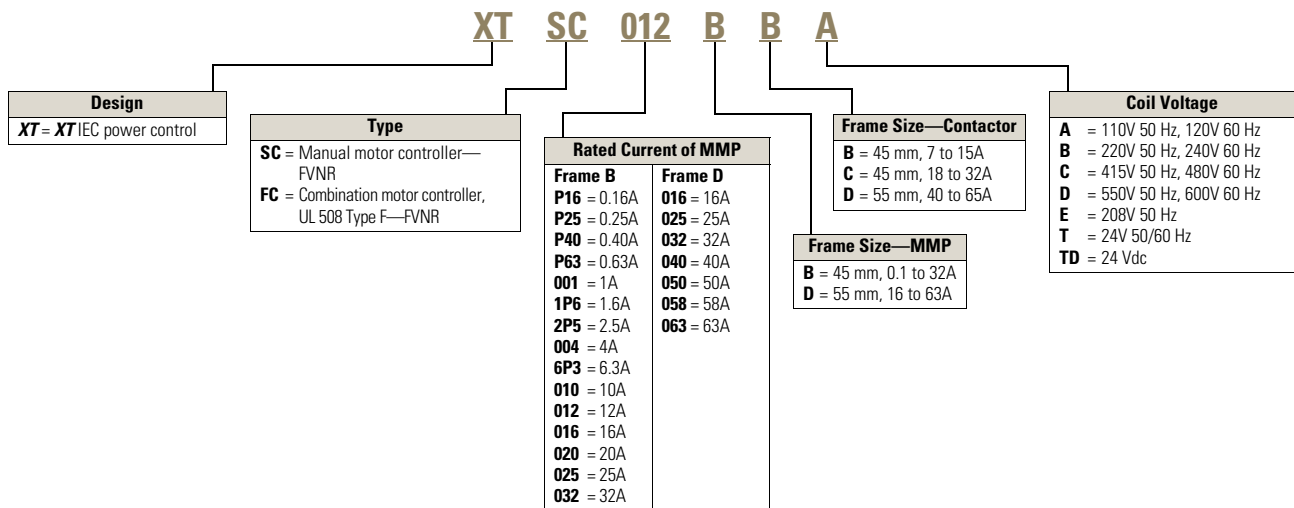 XT SC 012 B B A
Design
XT = XT IEC power control
Type
SC = Manual motor controller—
FVNR
FC = Combination motor controller,
UL 508 Type F—FVNR
Rated Current of MMP
Frame B
P16 = 0.16A
P25 = 0.25A
P40 = 0.40A
P63 = 0.63A
001 = 1A
1P6 = 1.6A
2P5 = 2.5A
004 = 4A
6P3 = 6.3A
010 = 10A
012 = 12A
016 = 16A
020 = 20A
025 = 25A
032 = 32A
Frame D
016 = 16A
025 = 25A
032 = 32A
040 = 40A
050 = 50A
058 = 58A
063 = 63A
Frame Size—MMP
B = 45 mm, 0.1 to 32A
D = 55 mm, 16 to 63A
Frame Size—Contactor
B = 45 mm, 7 to 15A
C = 45 mm, 18 to 32A
D = 55 mm, 40 to 65A
Coil Voltage
A = 110V 50 Hz, 120V 60 Hz
B = 220V 50 Hz, 240V 60 Hz
C = 415V 50 Hz, 480V 60 Hz
D = 550V 50 Hz, 600V 60 Hz
E = 208V 50 Hz
T = 24V 50/60 Hz
TD = 24 Vdc